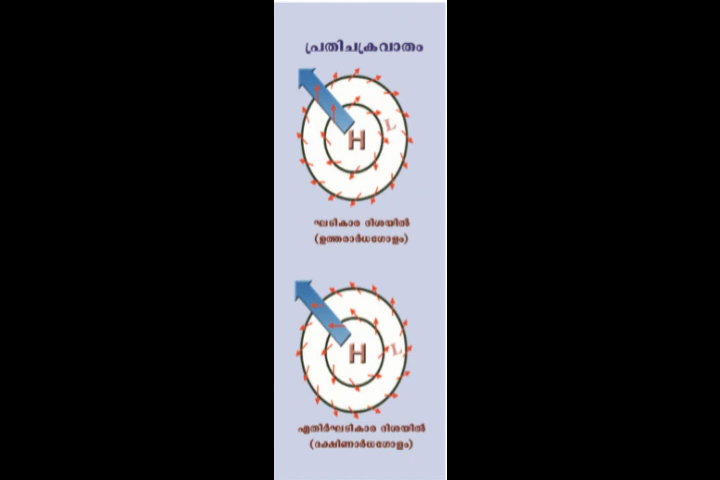 പ്രതിചക്രവാതം
L
H
ഘടികാര ദിശയിൽ
(ഉത്തരാർധഗോളം)
L
H
എതിർഘടികാര ദിശയിൽ
(ദക്ഷിണാർധഗോളം)